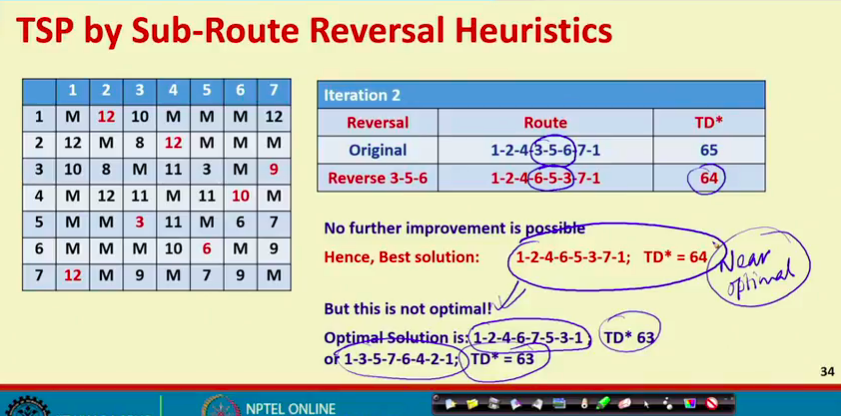 TSP by Sub-Route Reversal Heuristics
1 2 3 4 5 6 7
1 M 12 10 M M M 12
2 12 M 8 12 M M M
3 10 8 M 11 3 M 9
4 M 12 11 M 11 10 M
5 M M 3 11 M 6 7
6 M M M 10 6 M 9
7 12 M 9 M 7 9 M
Iteration 2
Reversal Route TD*
Original 1-2-4-3-5-6-7-1 65
Reverse 3-5-6 1-2-4-6-5-3-7-1 64
No further improvement is possible
Hence, Best solution: 1-2-4-6-5-3-7-1; TD* = 64
Near
optimal
But this is not optimal!
Optimal Solution is: 1-2-4-6-7-5-3-1, TD* 63
or 1-3-5-7-6-4-2-1; TD* = 63
34
NPTEL ONLINE